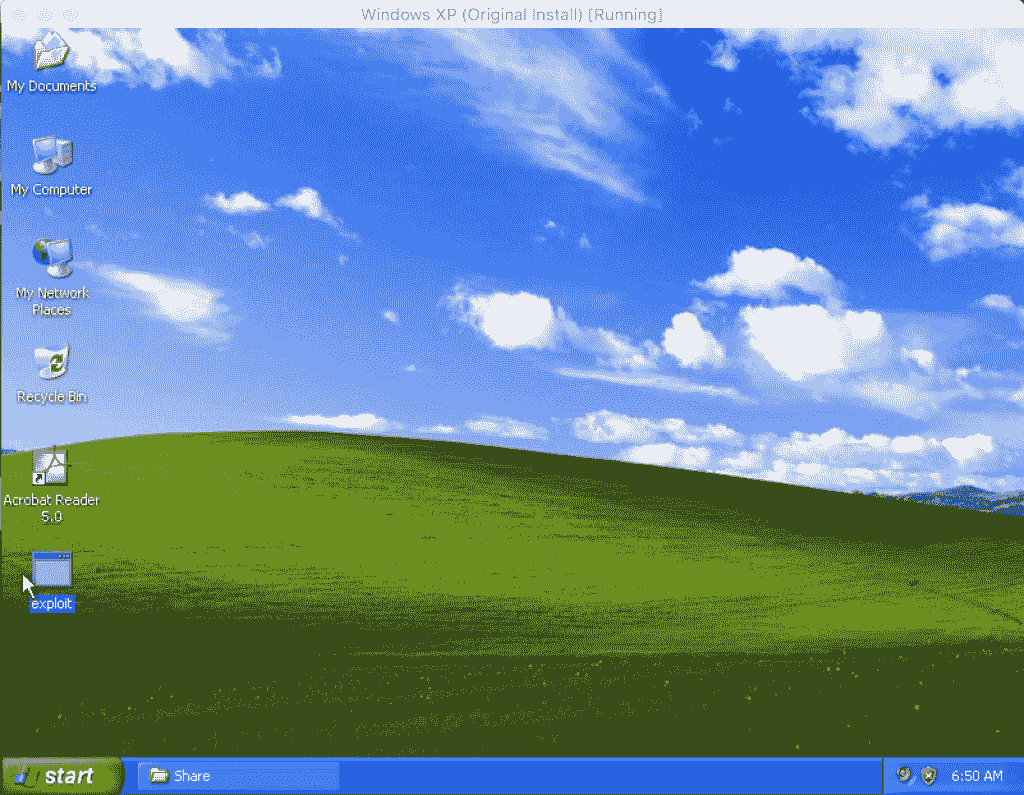 Windows XP (Original Install) [Running]
My Documents
My Computer
My Network
Places
Recycle Bin
Acrobat Reader
5.0
exploit
start
Share
6:50 AM